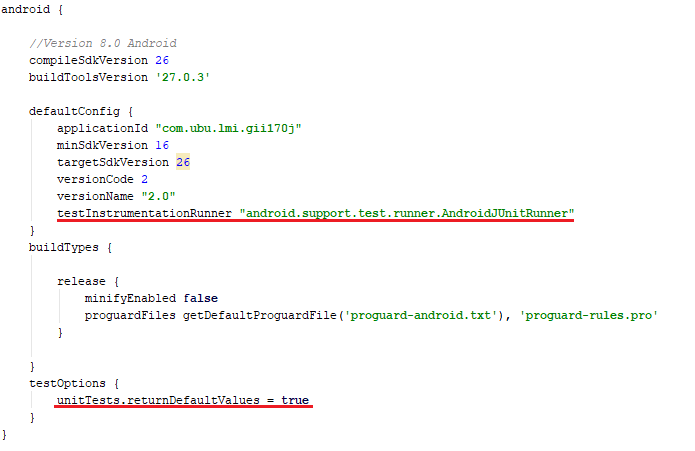 android {
//Version 8.0 Android
compileSdkVersion 26
buildToolsVersion '27.0.3'
defaultConfig {
applicationId "com.ubu.lmi.gii170j"
minSdkVersion 16
targetSdkVersion 26
versionCode 2
versionName "2.0"
testInstrumentationRunner "android.support.test.runner.AndroidJUnitRunner"
}
buildTypes {
release {
minifyEnabled false
proguardFiles getDefaultProguardFile('proguard-android.txt'), 'proguard-rules.pro'
}
}
testOptions {
unitTests.returnDefaultValues = true
}
}